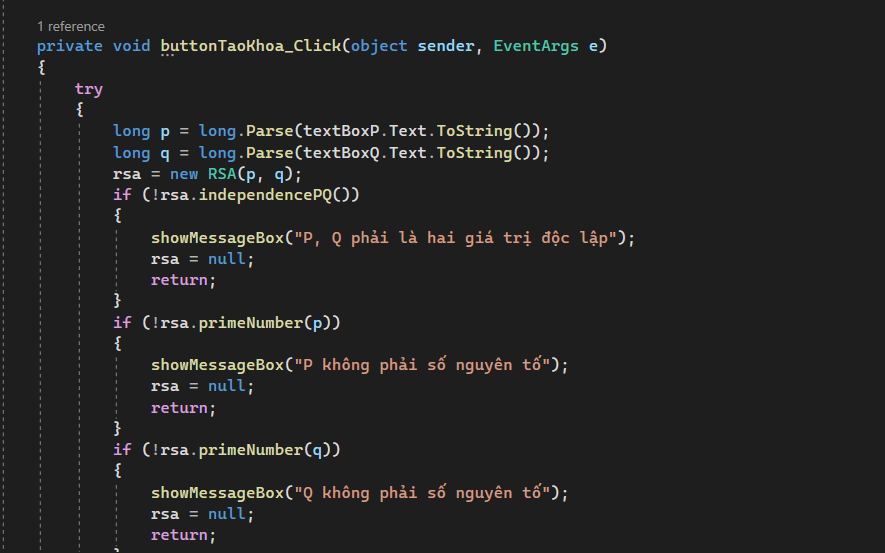 1 reference
private void buttonTaoKhoa_Click(object sender, EventArgs e)
{
try
{
long p = long.Parse(textBoxP.Text.ToString());
long q = long.Parse(textBoxQ.Text.ToString());
rsa = new RSA(p, q);
if (!rsa.independencePQ())
{
showMessageBox("P, Q phải là hai giá trị độc lập");
rsa = null;
return;
}
if (!rsa.primeNumber(p))
{
showMessageBox("P không phải số nguyên tố");
rsa = null;
return;
}
if (!rsa.primeNumber(q))
{
showMessageBox("Q không phải số nguyên tố");
rsa = null;
return;
}